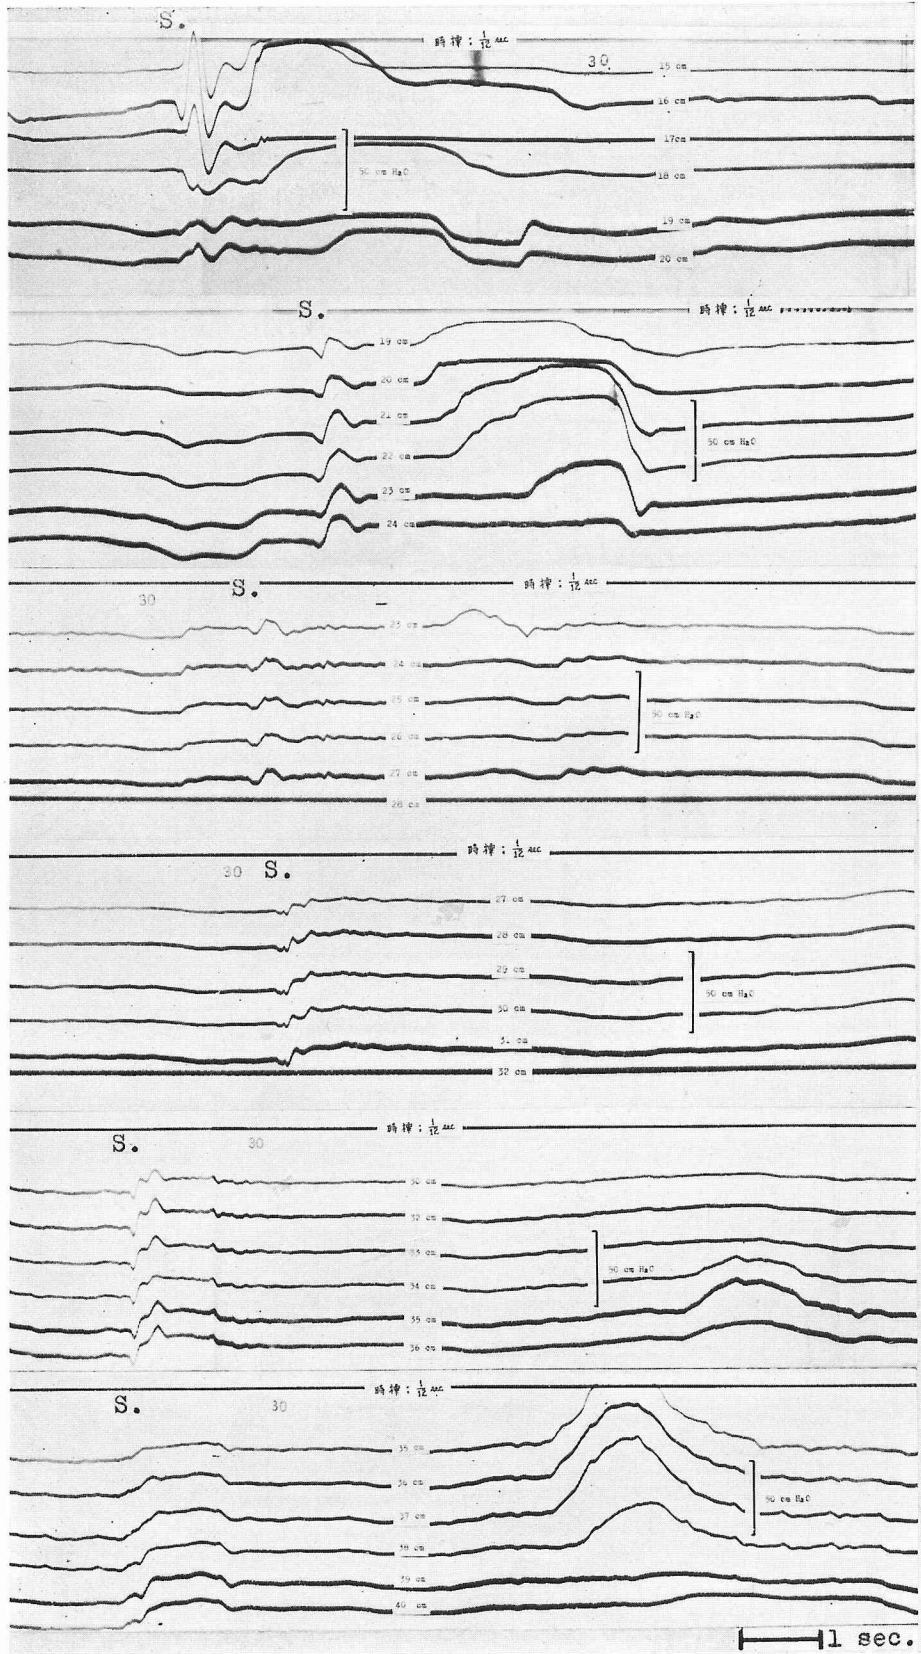 S.
時標：1/12 sec
30
15 cm
16 cm
17cm
50 cm H₂O
18 cm
19 cm
20 cm
S.
時標：1/12 sec
19 cm
20 cm
21 cm
50 cm H₂O
22 cm
23 cm
24 cm
S.
時標：1/12 sec
30
23 cm
24 cm
25 cm
50 cm H₂O
26 cm
27 cm
28 cm
時標：1/12 sec
30 S.
27 cm
28 cm
29 cm
50 cm H₂O
30 cm
31 cm
32 cm
時標：1/12 sec
S. 30
32 cm
33 cm
50 cm H₂O
34 cm
35 cm
36 cm
時標：1/12 sec
S. 30
35 cm
36 cm
50 cm H₂O
37 cm
38 cm
39 cm
40 cm
1 sec.